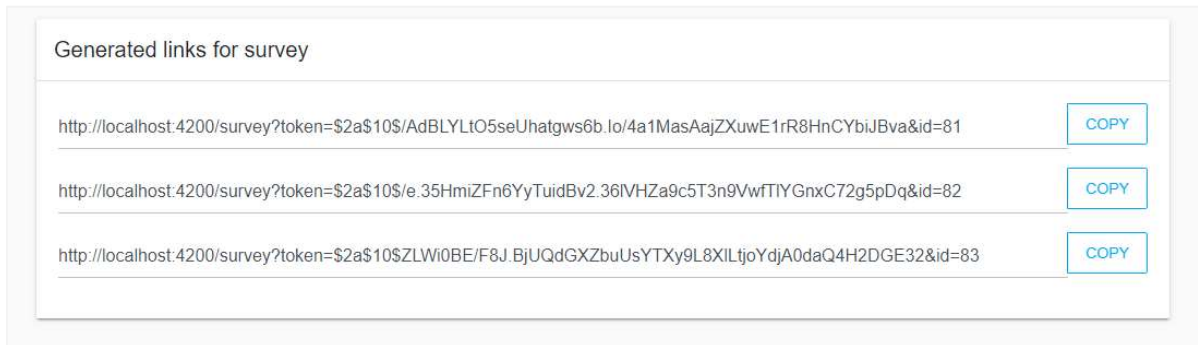 Generated links for survey
http://localhost:4200/survey?token=$2a$10$/AdBLYLtO5seUhatgws6b.Io/4a1MasAajZXuwE1rR8HnCYbiJBva&id=81 COPY
http://localhost:4200/survey?token=$2a$10$/e.35HmiZFn6YyTuidBv2.36lVHZa9c5T3n9VwfTlYGnxC72g5pDq&id=82 COPY
http://localhost:4200/survey?token=$2a$10$ZLWi0BE/F8J.BjUQdGXZbuUsYTXy9L8XlLtjoYdjA0daQ4H2DGE32&id=83 COPY